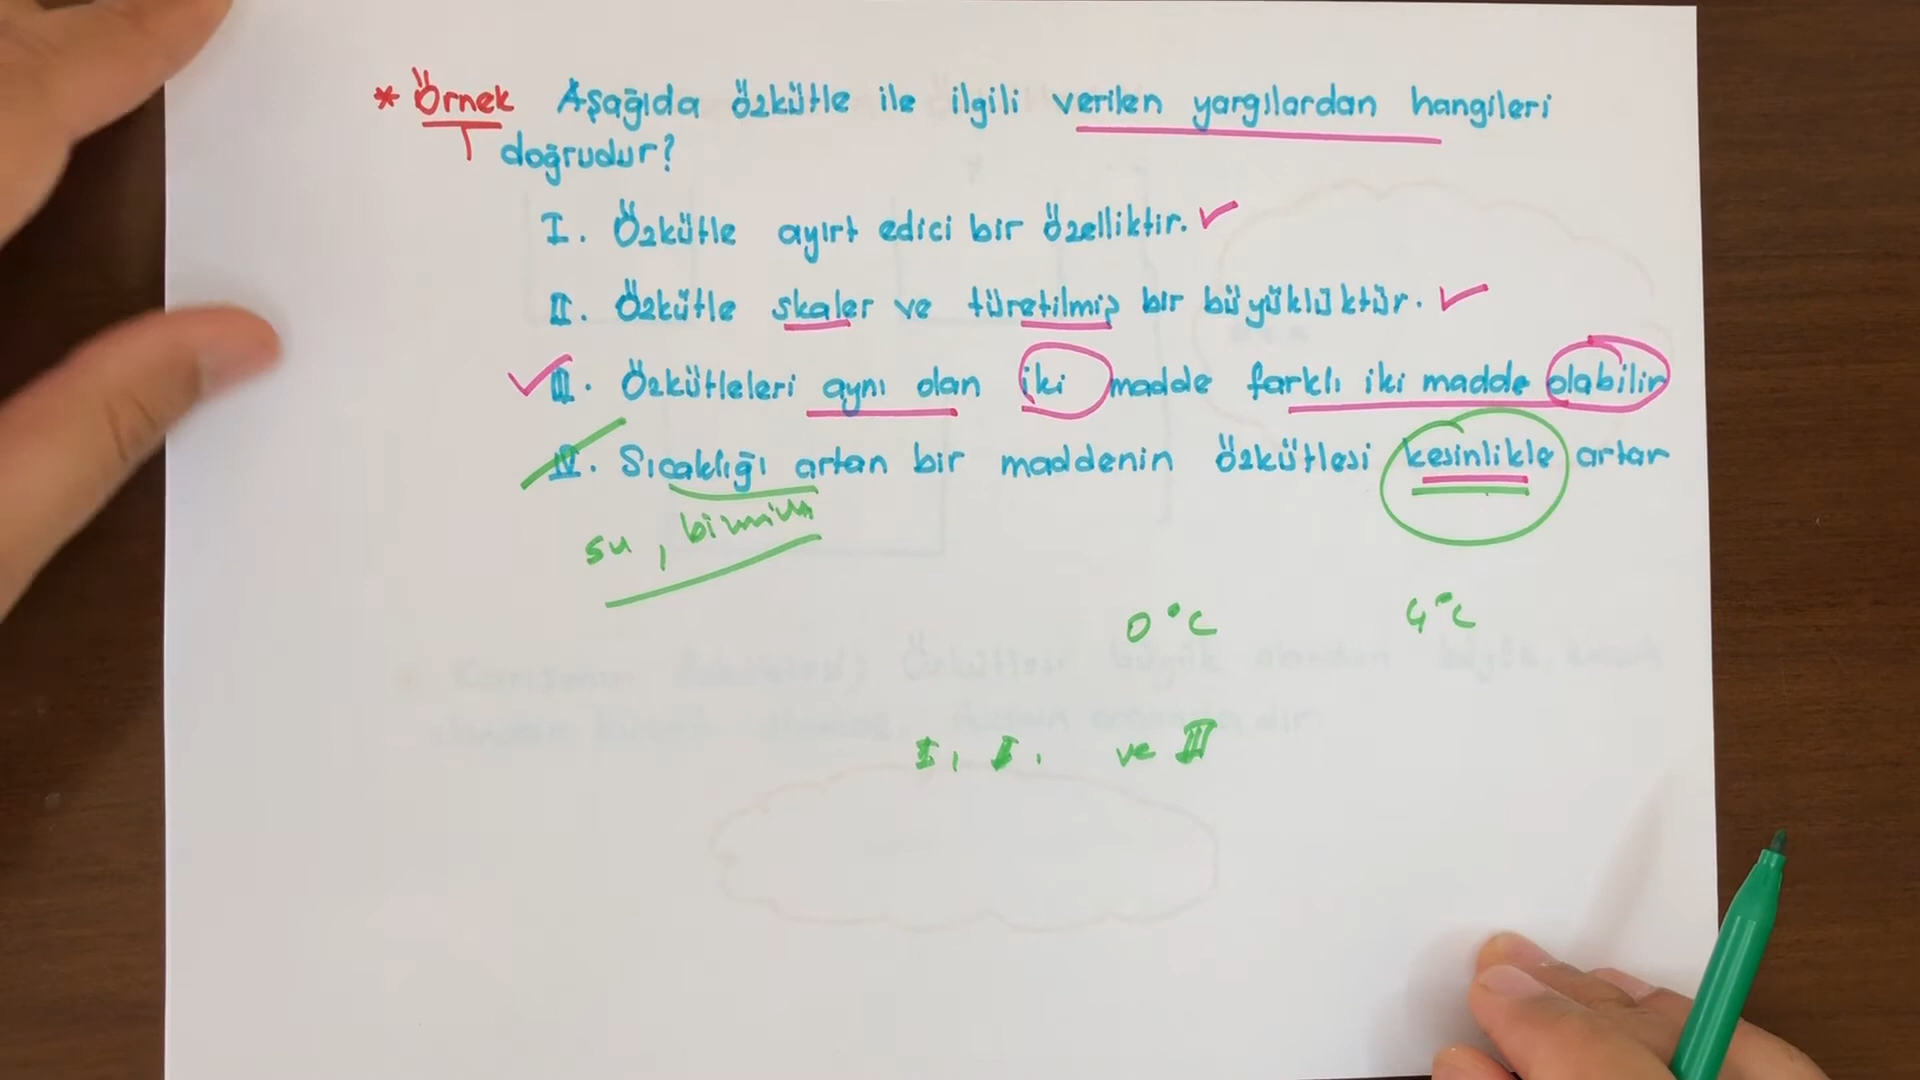 * Örnek Aşağıda özkütle ile ilgili verilen yargılardan hangileri
doğrudur?
I. Özkütle ayırt edici bir özelliktir. ✓
II. Özkütle skaler ve türetilmiş bir büyüklüktür. ✓
✓ III. Özkütleleri aynı olan iki madde farklı iki madde olabilir
IV. Sıcaklığı artan bir maddenin özkütlesi kesinlikle artar
su,
0°C 4°C
I, I, ve III